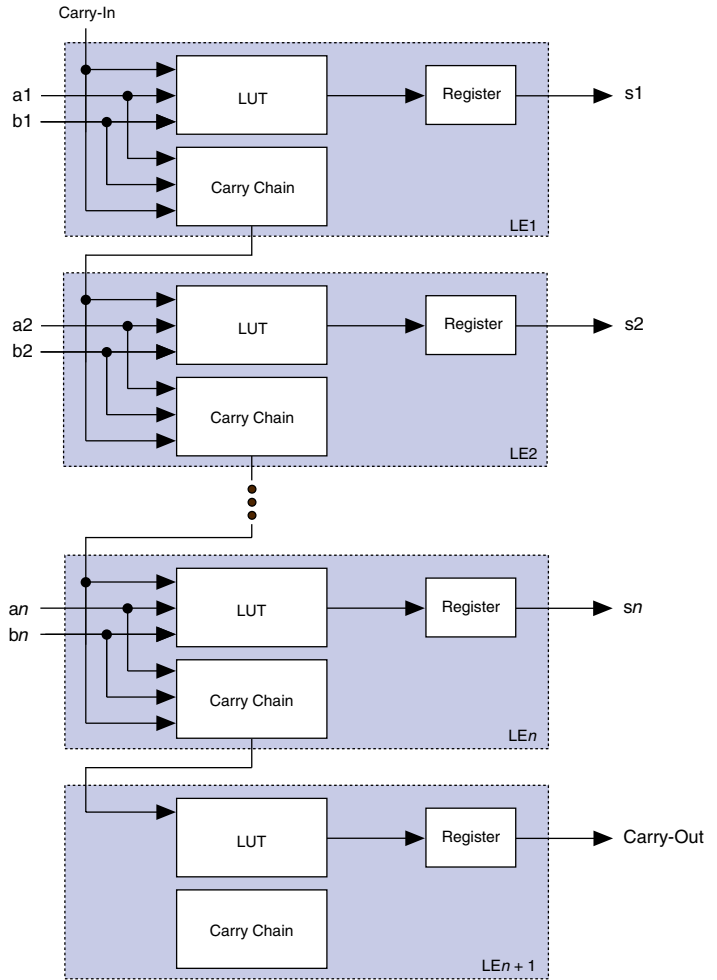 Carry-In
a1
b1
LUT
Register
s1
Carry Chain
LE1
a2
b2
LUT
Register
s2
Carry Chain
LE2
an
bn
LUT
Register
sn
Carry Chain
LEn
LUT
Register
Carry-Out
Carry Chain
LEn + 1